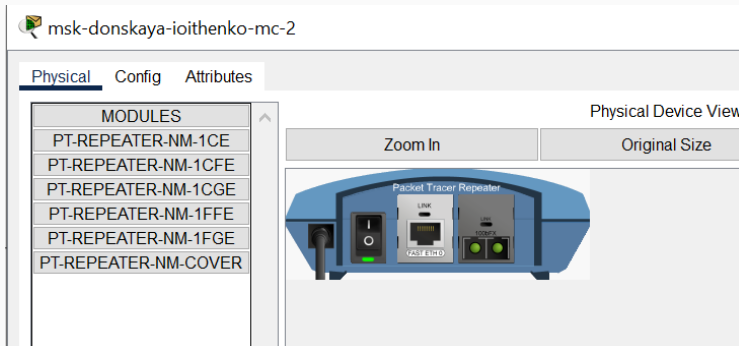 msk-donskaya-ioithenko-mc-2
Physical Config Attributes
MODULES
PT-REPEATER-NM-1CE
PT-REPEATER-NM-1CFE
PT-REPEATER-NM-1CGE
PT-REPEATER-NM-1FFE
PT-REPEATER-NM-1FGE
PT-REPEATER-NM-COVER
Physical Device View
Zoom In Original Size
Packet Tracer Repeater
LINK
LINK
100bFX
FAST ETH 0